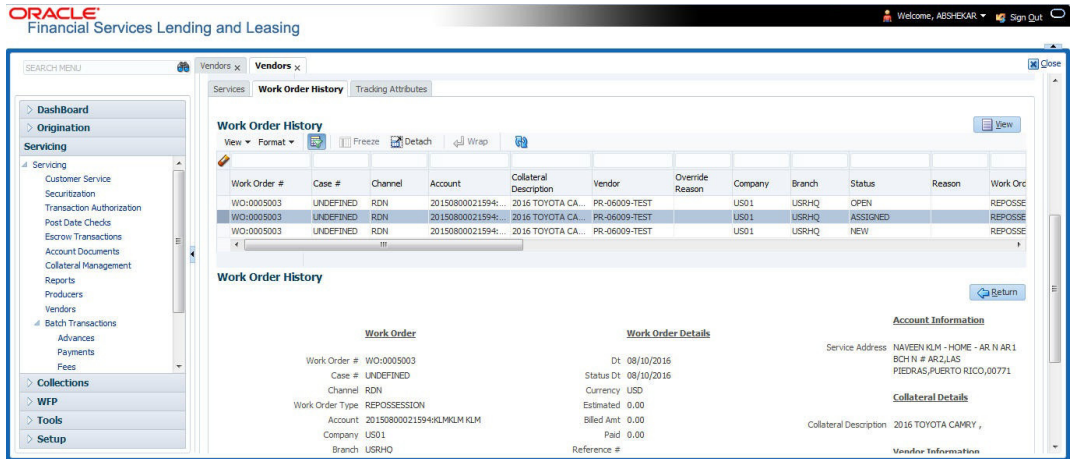 ORACLE
Financial Services Lending and Leasing
Welcome, ABSHEKAR
Sign Out
SEARCH MENU
Vendors x
Vendors x
Close
Services
Work Order History
Tracking Attributes
DashBoard
Origination
Servicing
Servicing
Customer Service
Securitization
Transaction Authorization
Post Date Checks
Escrow Transactions
Account Documents
Collateral Management
Reports
Producers
Vendors
Batch Transactions
Advances
Payments
Fees
Collections
WFP
Tools
Setup
Work Order History
View
View Format Freeze Detach Wrap
Work Order # Case # Channel Account Collateral Description Vendor Override Reason Company Branch Status Reason Work Orc
WO:0005003 UNDEFINED RDN 20150800021594:... 2016 TOYOTA CA... PR-06009-TEST US01 USRHQ OPEN REPOSSE
WO:0005003 UNDEFINED RDN 20150800021594:... 2016 TOYOTA CA... PR-06009-TEST US01 USRHQ ASSIGNED REPOSSE
WO:0005003 UNDEFINED RDN 20150800021594:... 2016 TOYOTA CA... PR-06009-TEST US01 USRHQ NEW REPOSSE
Work Order History
Return
Work Order
Work Order # WO:0005003
Case # UNDEFINED
Channel RDN
Work Order Type REPOSSESSION
Account 20150800021594:KLMKLM KLM
Company US01
Branch USRHQ
Work Order Details
Dt 08/10/2016
Status Dt 08/10/2016
Currency USD
Estimated 0.00
Billed Amt 0.00
Paid 0.00
Reference #
Account Information
Service Address NAVEEN KLM - HOME - AR N AR1
BCH N # AR2,LAS
PIEDRAS,PUERTO RICO,00771
Collateral Details
Collateral Description 2016 TOYOTA CAMRY ,
Vendor Information